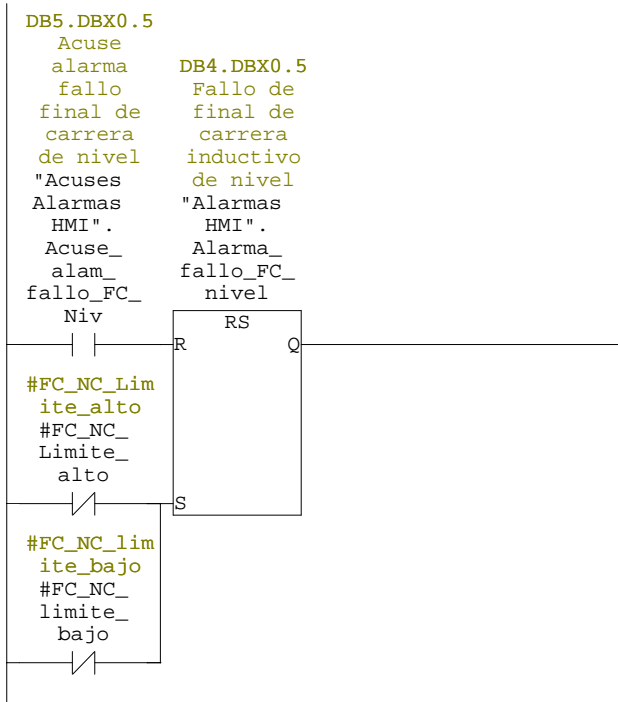 DB5.DBX0.5
Acuse
alarma
fallo
final de
carrera
de nivel
"Acuses
Alarmas
HMI".
Acuse_
alam_
fallo_FC_
Niv
DB4.DBX0.5
Fallo de
final de
carrera
inductivo
de nivel
"Alarmas
HMI".
Alarma_
fallo_FC_
nivel
RS
R
Q
#FC_NC_Lim
ite_alto
#FC_NC_
Limite_
alto
S
#FC_NC_lim
ite_bajo
#FC_NC_
limite_
bajo